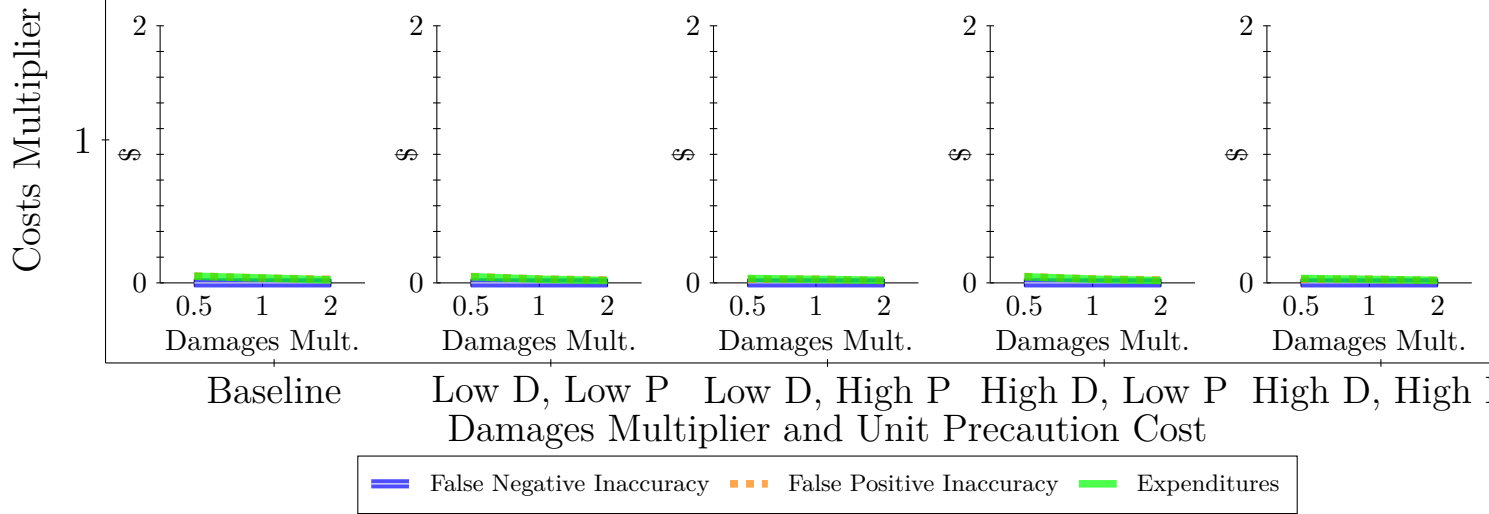 Costs Multiplier
1
2
$
0
0.5 1 2
Damages Mult.
2
$
0
0.5 1 2
Damages Mult.
2
$
0
0.5 1 2
Damages Mult.
2
$
0
0.5 1 2
Damages Mult.
2
$
0
0.5 1 2
Damages Mult.
Baseline
Low D, Low P
Low D, High P
High D, Low P
High D, High
Damages Multiplier and Unit Precaution Cost
False Negative Inaccuracy False Positive Inaccuracy Expenditures